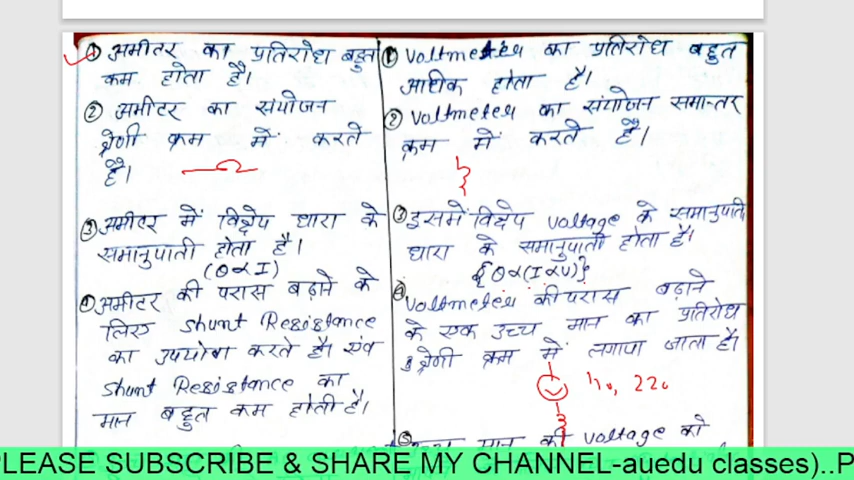 ① अमीटर का प्रतिरोध बहुत
कम होता है।
② अमीटर का संयोजन
श्रेणी क्रम में करते
है।
③ अमीटर में विक्षेप धारा के
समानुपाती होता है।
(θ∝I)
④ अमीटर की परास बढ़ाने के
लिए Shunt Resistance
का उपयोग करते है। एंव
Shunt Resistance का
मान बहुत कम होती है।
① Voltmeter का प्रतिरोध बहुत
अधिक होता है।
② Voltmeter का संयोजन समान्तर
क्रम में करते है।
③ इसमें विक्षेप voltage के समानुपाति
धारा के समानुपाती होता है।
{θ∝(I∝V)}
④ Voltmeter की परास बढ़ाने
के एक उच्च मान का प्रतिरोध
श्रेणी क्रम में लगाया जाता है।
V 220
⑤ मान की voltage को
PLEASE SUBSCRIBE & SHARE MY CHANNEL-auedu classes)..P